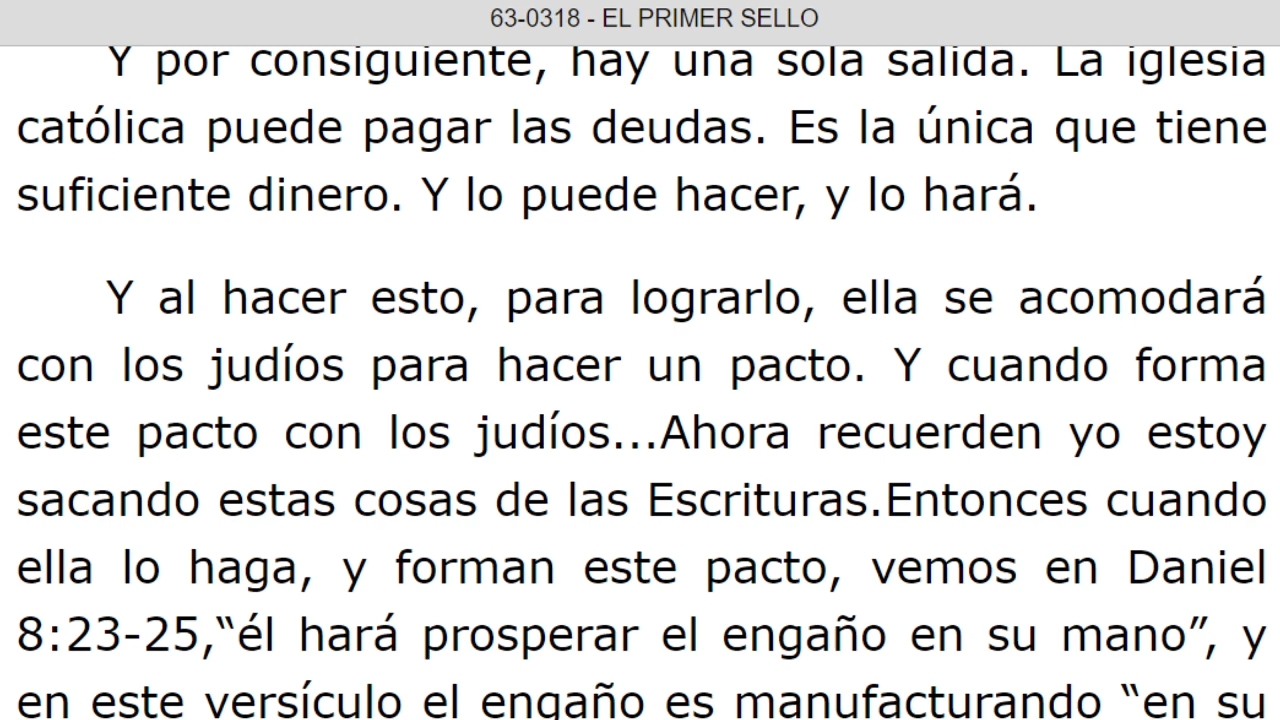 63-0318 - EL PRIMER SELLO
Y por consiguiente, hay una sola salida. La iglesia
católica puede pagar las deudas. Es la única que tiene
suficiente dinero. Y lo puede hacer, y lo hará.
Y al hacer esto, para lograrlo, ella se acomodará
con los judíos para hacer un pacto. Y cuando forma
este pacto con los judíos...Ahora recuerden yo estoy
sacando estas cosas de las Escrituras.Entonces cuando
ella lo haga, y forman este pacto, vemos en Daniel
8:23-25,“él hará prosperar el engaño en su mano”, y
en este versículo el engaño es manufacturando “en su